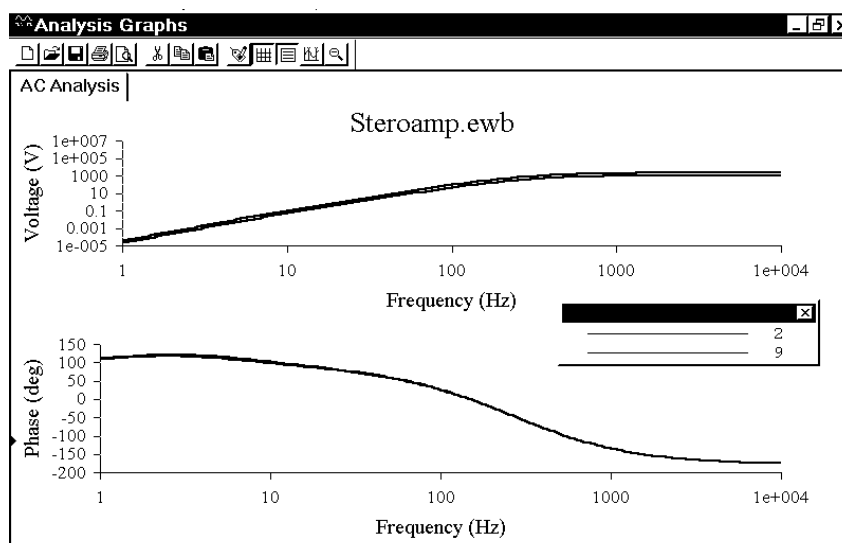 Analysis Graphs
AC Analysis
Steroamp.ewb
Voltage (V)
1e+007
1e+005
1000
10
0.1
0.001
1e-005
1 10 100 1000 1e+004
Frequency (Hz)
2
9
Phase (deg)
150
100
50
0
-50
-100
-150
-200
1 10 100 1000 1e+004
Frequency (Hz)